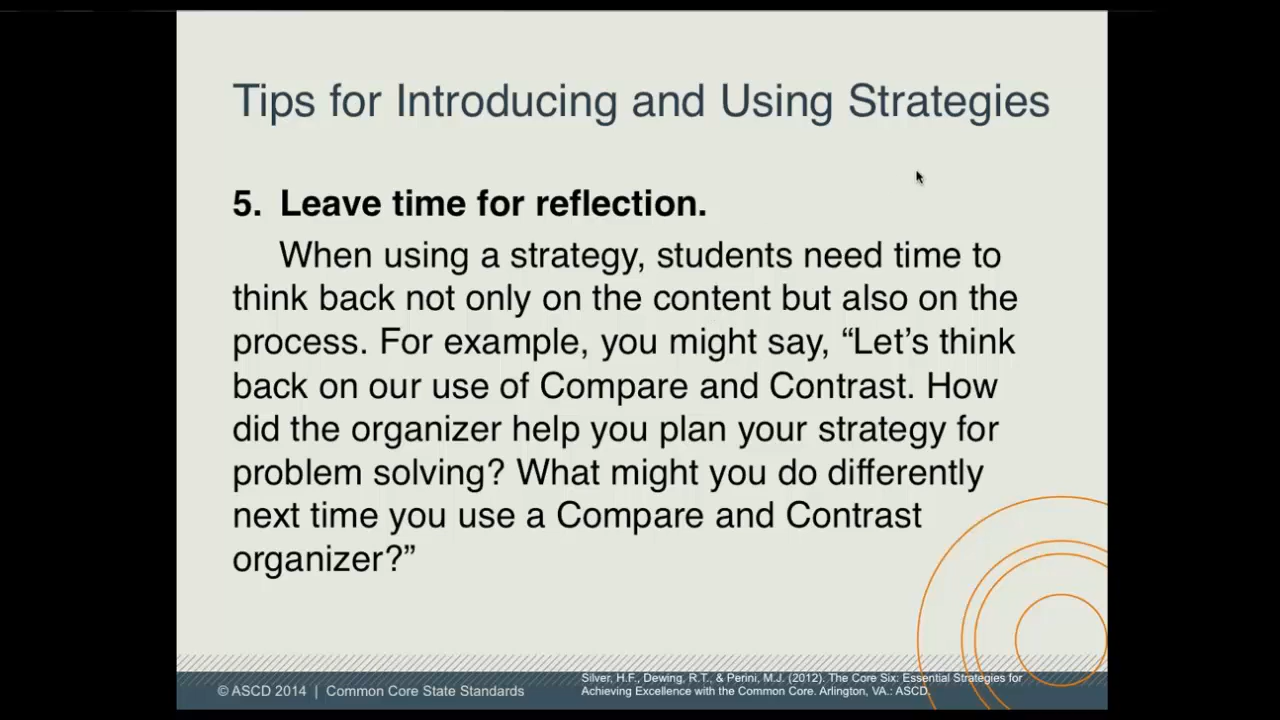 Tips for Introducing and Using Strategies
5. Leave time for reflection.
When using a strategy, students need time to
think back not only on the content but also on the
process. For example, you might say, “Let’s think
back on our use of Compare and Contrast. How
did the organizer help you plan your strategy for
problem solving? What might you do differently
next time you use a Compare and Contrast
organizer?”
© ASCD 2014 | Common Core State Standards
Silver, H.F., Dewing, R.T., & Perini, M.J. (2012). The Core Six: Essential Strategies for
Achieving Excellence with the Common Core. Arlington, VA.: ASCD.